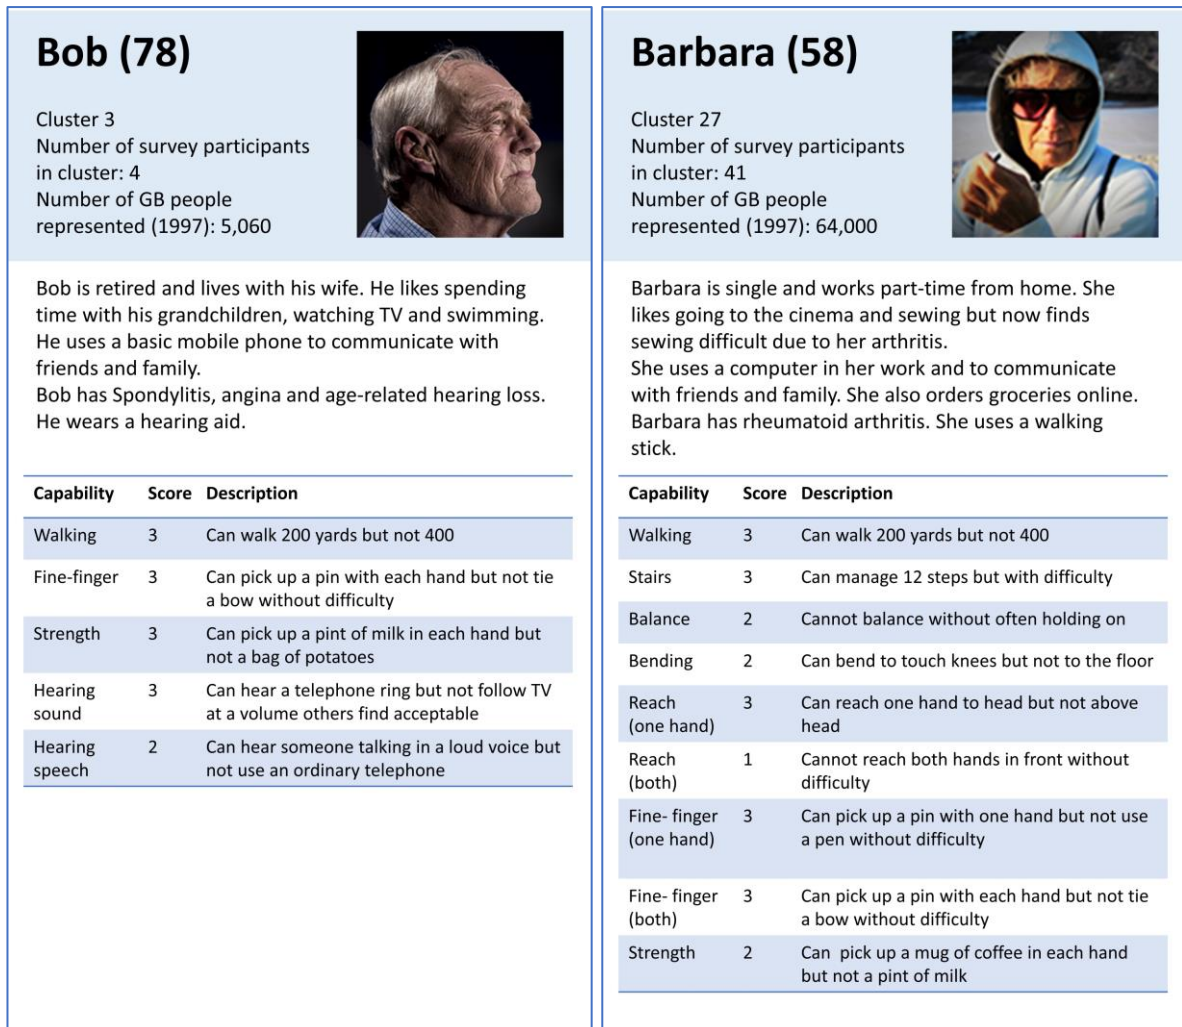 Bob (78)
Cluster 3
Number of survey participants
in cluster: 4
Number of GB people
represented (1997): 5,060
Bob is retired and lives with his wife. He likes spending
time with his grandchildren, watching TV and swimming.
He uses a basic mobile phone to communicate with
friends and family.
Bob has Spondylitis, angina and age-related hearing loss.
He wears a hearing aid.
Capability Score Description
Walking 3 Can walk 200 yards but not 400
Fine-finger 3 Can pick up a pin with each hand but not tie
a bow without difficulty
Strength 3 Can pick up a pint of milk in each hand but
not a bag of potatoes
Hearing 3 Can hear a telephone ring but not follow TV
sound at a volume others find acceptable
Hearing 2 Can hear someone talking in a loud voice but
speech not use an ordinary telephone
Barbara (58)
Cluster 27
Number of survey participants
in cluster: 41
Number of GB people
represented (1997): 64,000
Barbara is single and works part-time from home. She
likes going to the cinema and sewing but now finds
sewing difficult due to her arthritis.
She uses a computer in her work and to communicate
with friends and family. She also orders groceries online.
Barbara has rheumatoid arthritis. She uses a walking
stick.
Capability Score Description
Walking 3 Can walk 200 yards but not 400
Stairs 3 Can manage 12 steps but with difficulty
Balance 2 Cannot balance without often holding on
Bending 2 Can bend to touch knees but not to the floor
Reach 3 Can reach one hand to head but not above
(one hand) head
Reach 1 Cannot reach both hands in front without
(both) difficulty
Fine- finger 3 Can pick up a pin with one hand but not use
(one hand) a pen without difficulty
Fine- finger 3 Can pick up a pin with each hand but not tie
(both) a bow without difficulty
Strength 2 Can pick up a mug of coffee in each hand
but not a pint of milk